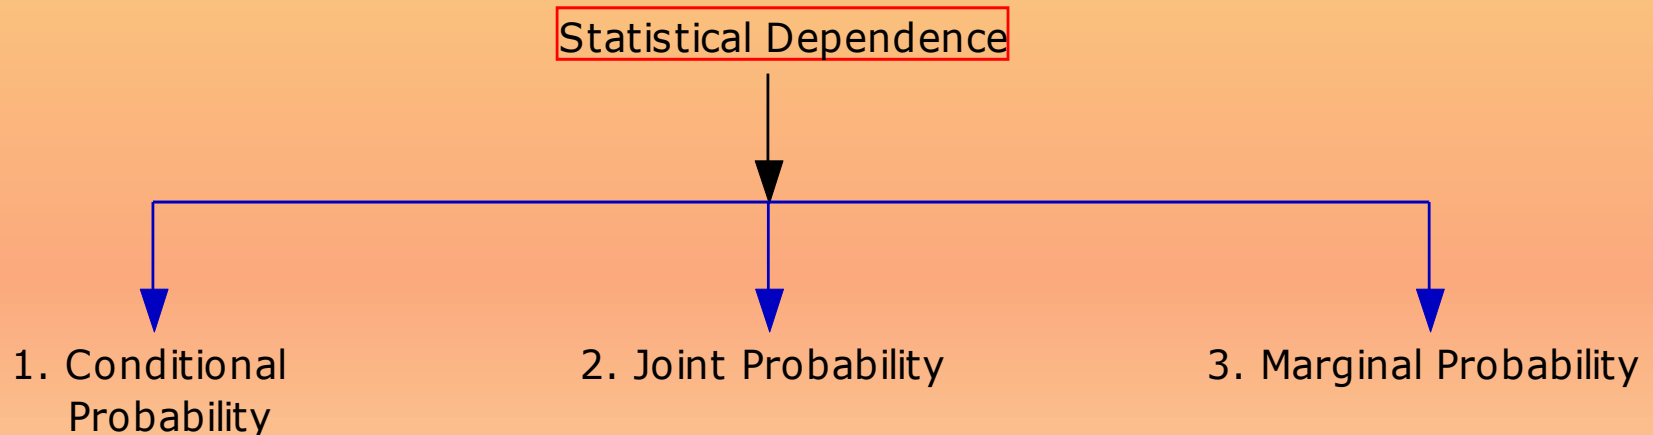 Statistical Dependence
1. Conditional
Probability
2. Joint Probability
3. Marginal Probability